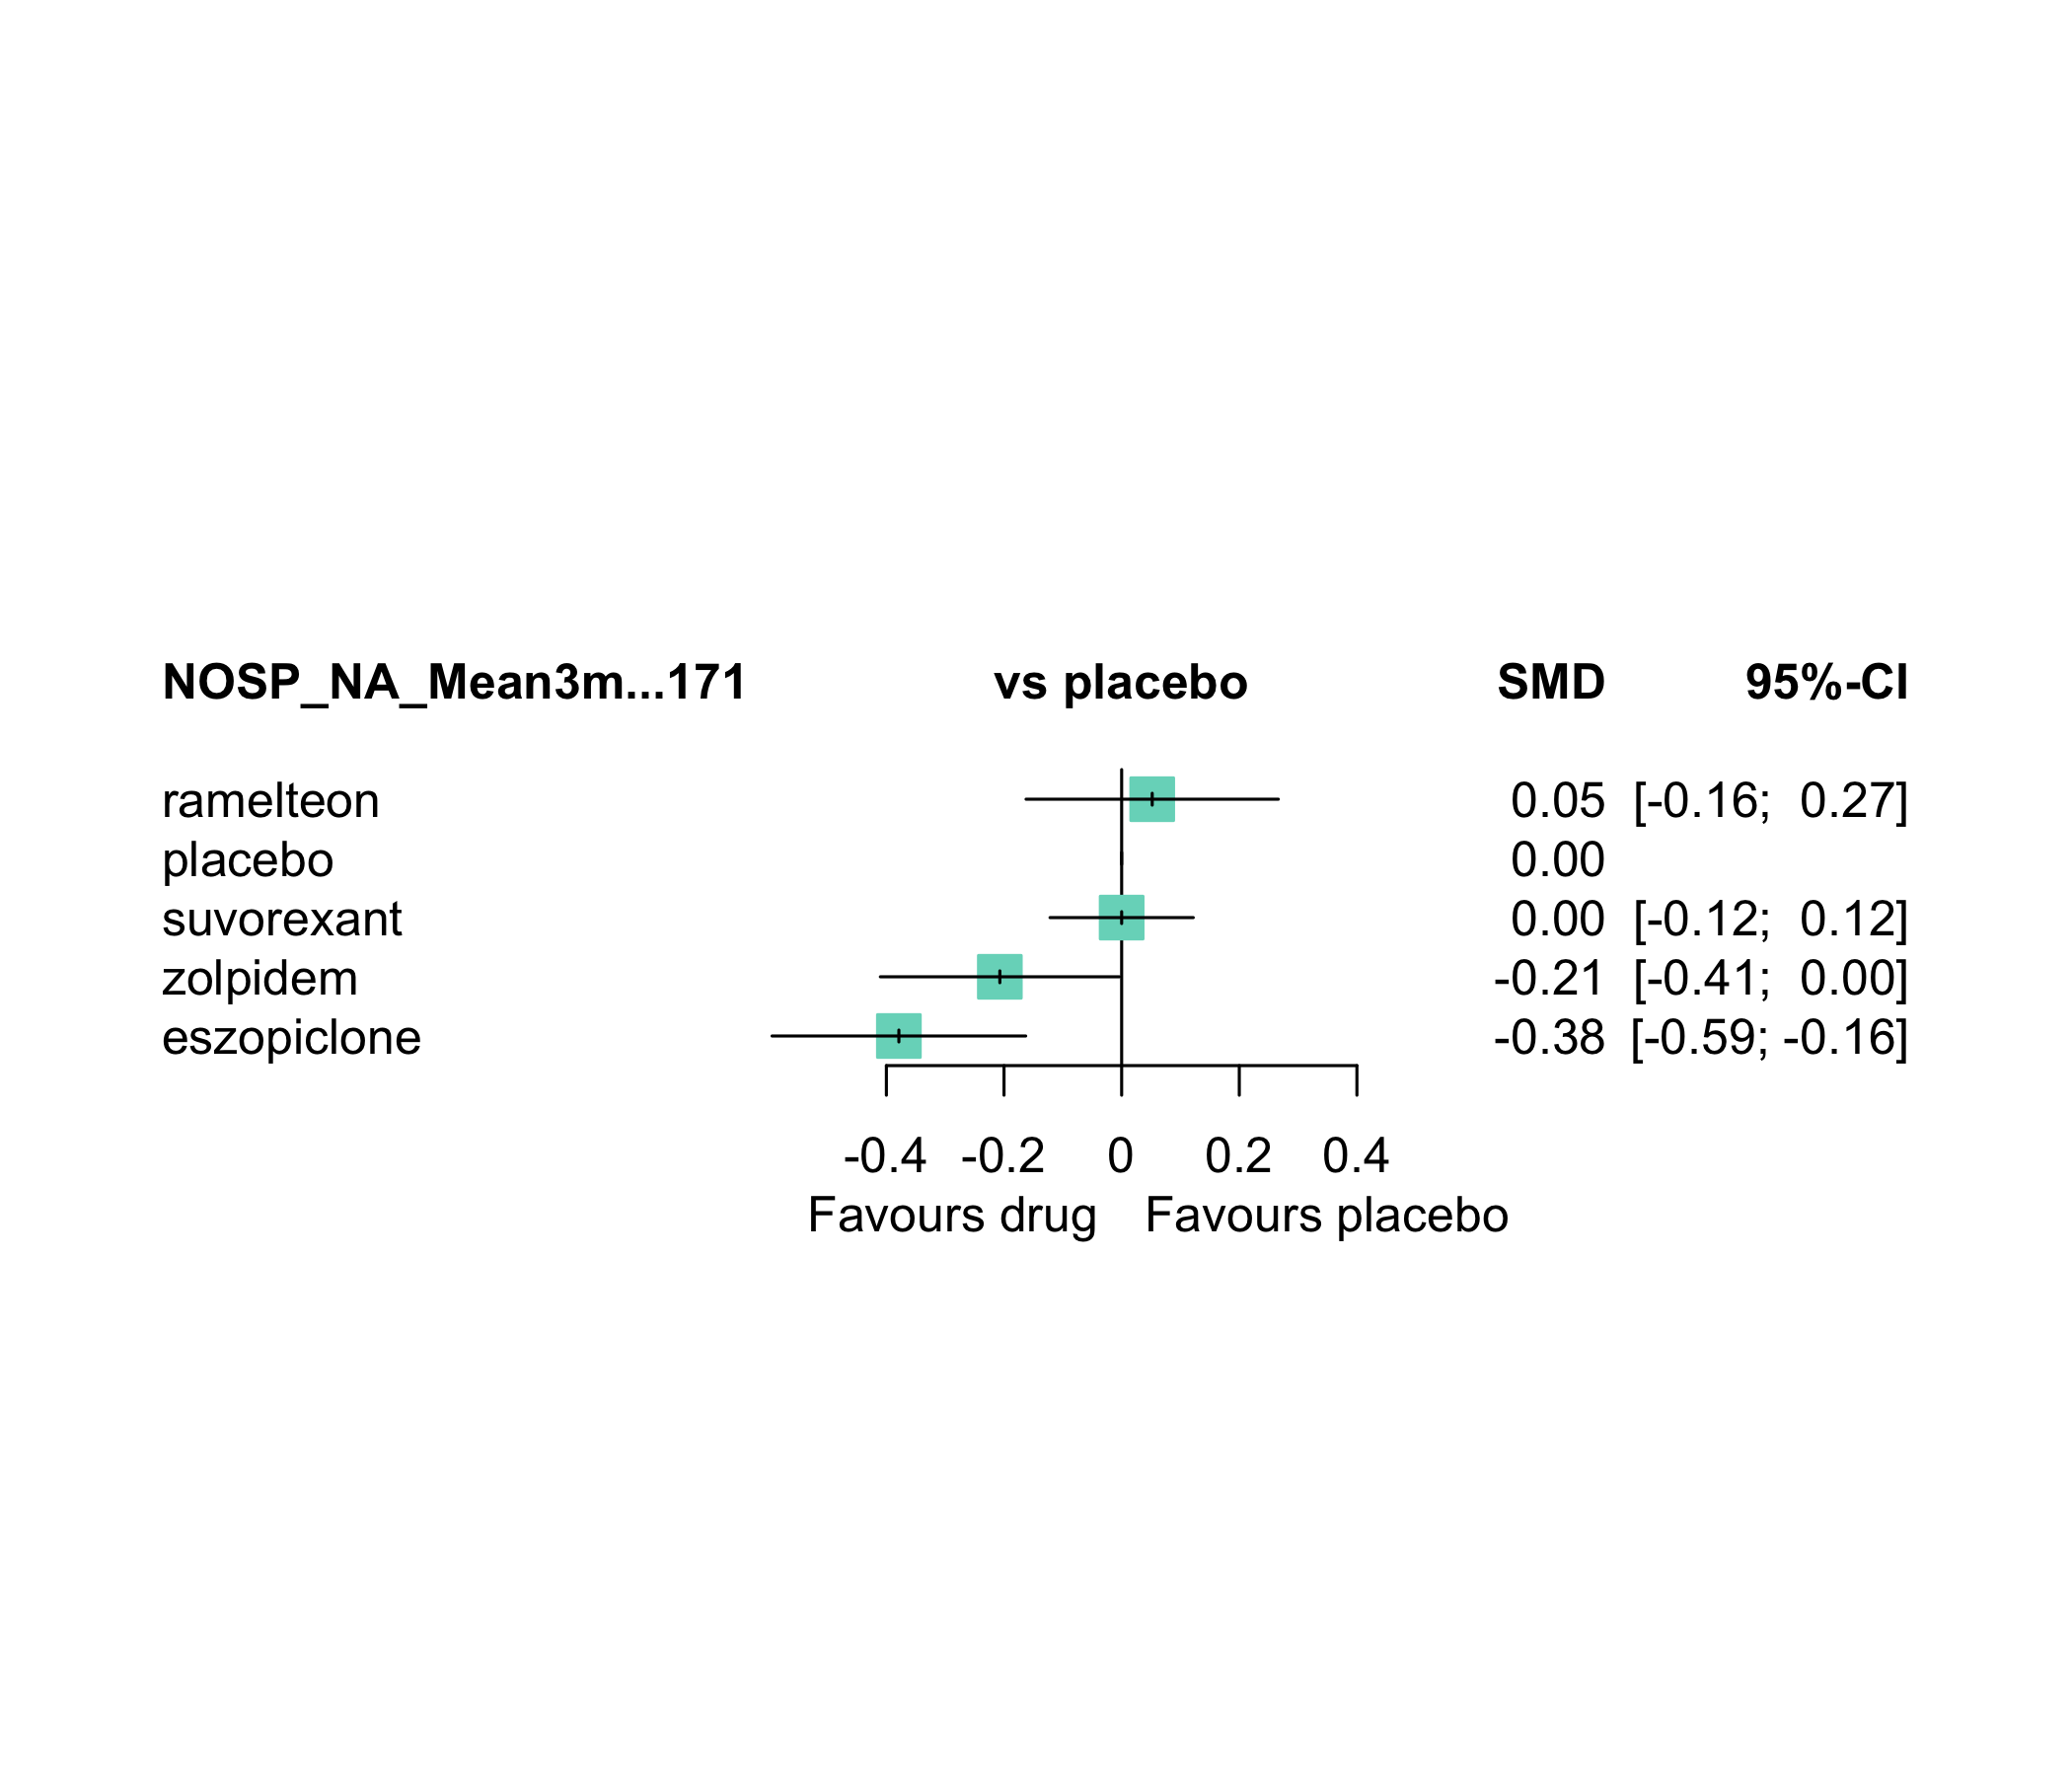 NOSP_NA_Mean3m...171 vs placebo SMD 95%-CI
ramelteon 0.05 [-0.16; 0.27]
placebo 0.00
suvorexant 0.00 [-0.12; 0.12]
zolpidem -0.21 [-0.41; 0.00]
eszopiclone -0.38 [-0.59; -0.16]
-0.4 -0.2 0 0.2 0.4
Favours drug Favours placebo